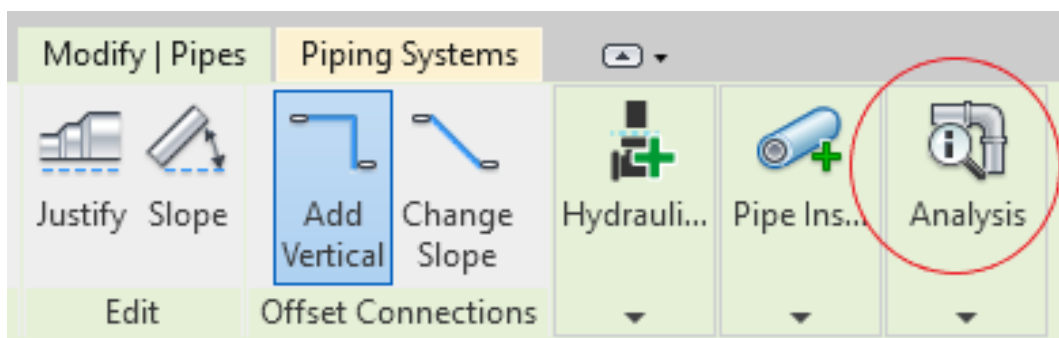 Modify | Pipes Piping Systems
Justify Slope Add Vertical Change Slope Hydrauli... Pipe Ins... Analysis
Edit Offset Connections